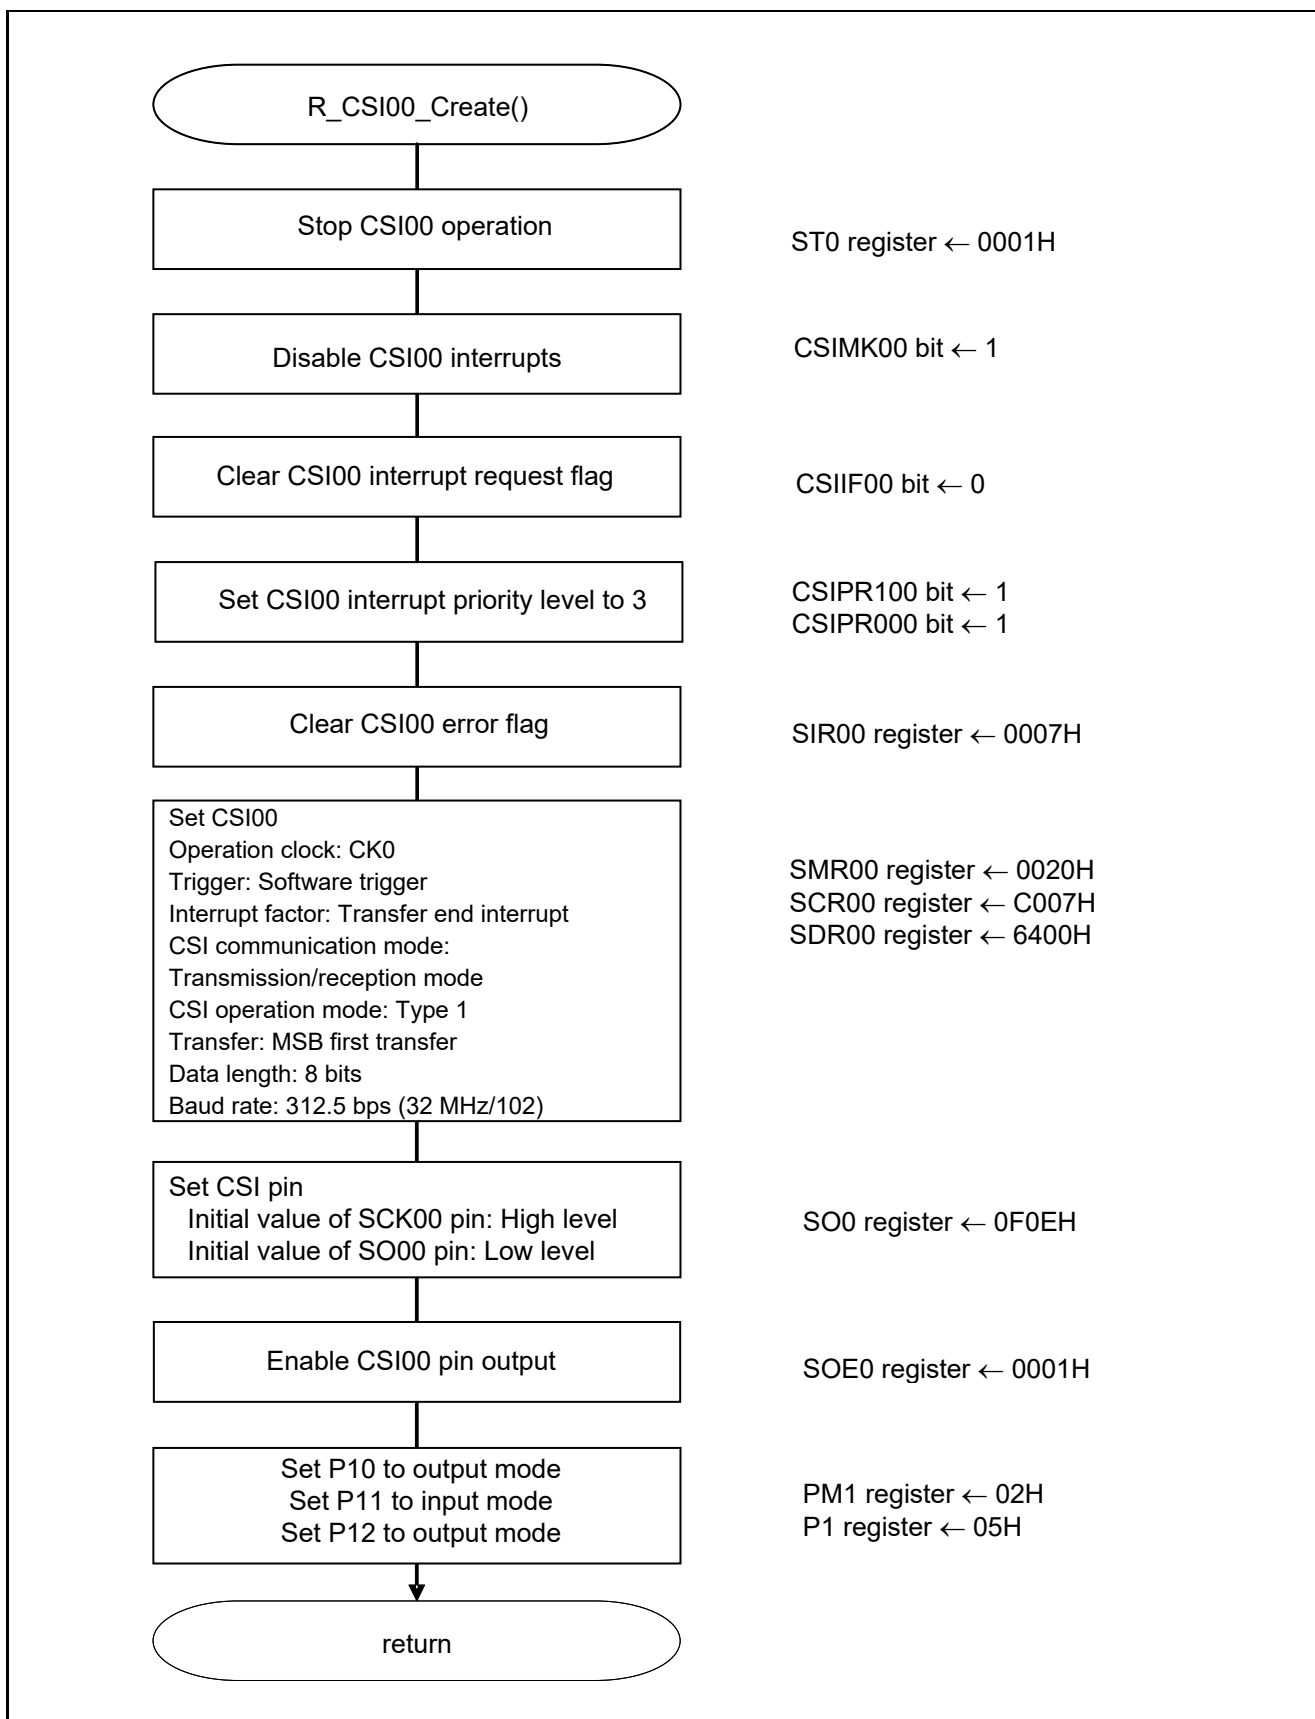 R_CSI00_Create()
Stop CSI00 operation
ST0 register ← 0001H
Disable CSI00 interrupts
CSIMK00 bit ← 1
Clear CSI00 interrupt request flag
CSIIF00 bit ← 0
Set CSI00 interrupt priority level to 3
CSIPR100 bit ← 1
CSIPR000 bit ← 1
Clear CSI00 error flag
SIR00 register ← 0007H
Set CSI00
Operation clock: CK0
Trigger: Software trigger
Interrupt factor: Transfer end interrupt
CSI communication mode:
Transmission/reception mode
CSI operation mode: Type 1
Transfer: MSB first transfer
Data length: 8 bits
Baud rate: 312.5 bps (32 MHz/102)
SMR00 register ← 0020H
SCR00 register ← C007H
SDR00 register ← 6400H
Set CSI pin
Initial value of SCK00 pin: High level
Initial value of SO00 pin: Low level
SO0 register ← 0F0EH
Enable CSI00 pin output
SOE0 register ← 0001H
Set P10 to output mode
Set P11 to input mode
Set P12 to output mode
PM1 register ← 02H
P1 register ← 05H
return